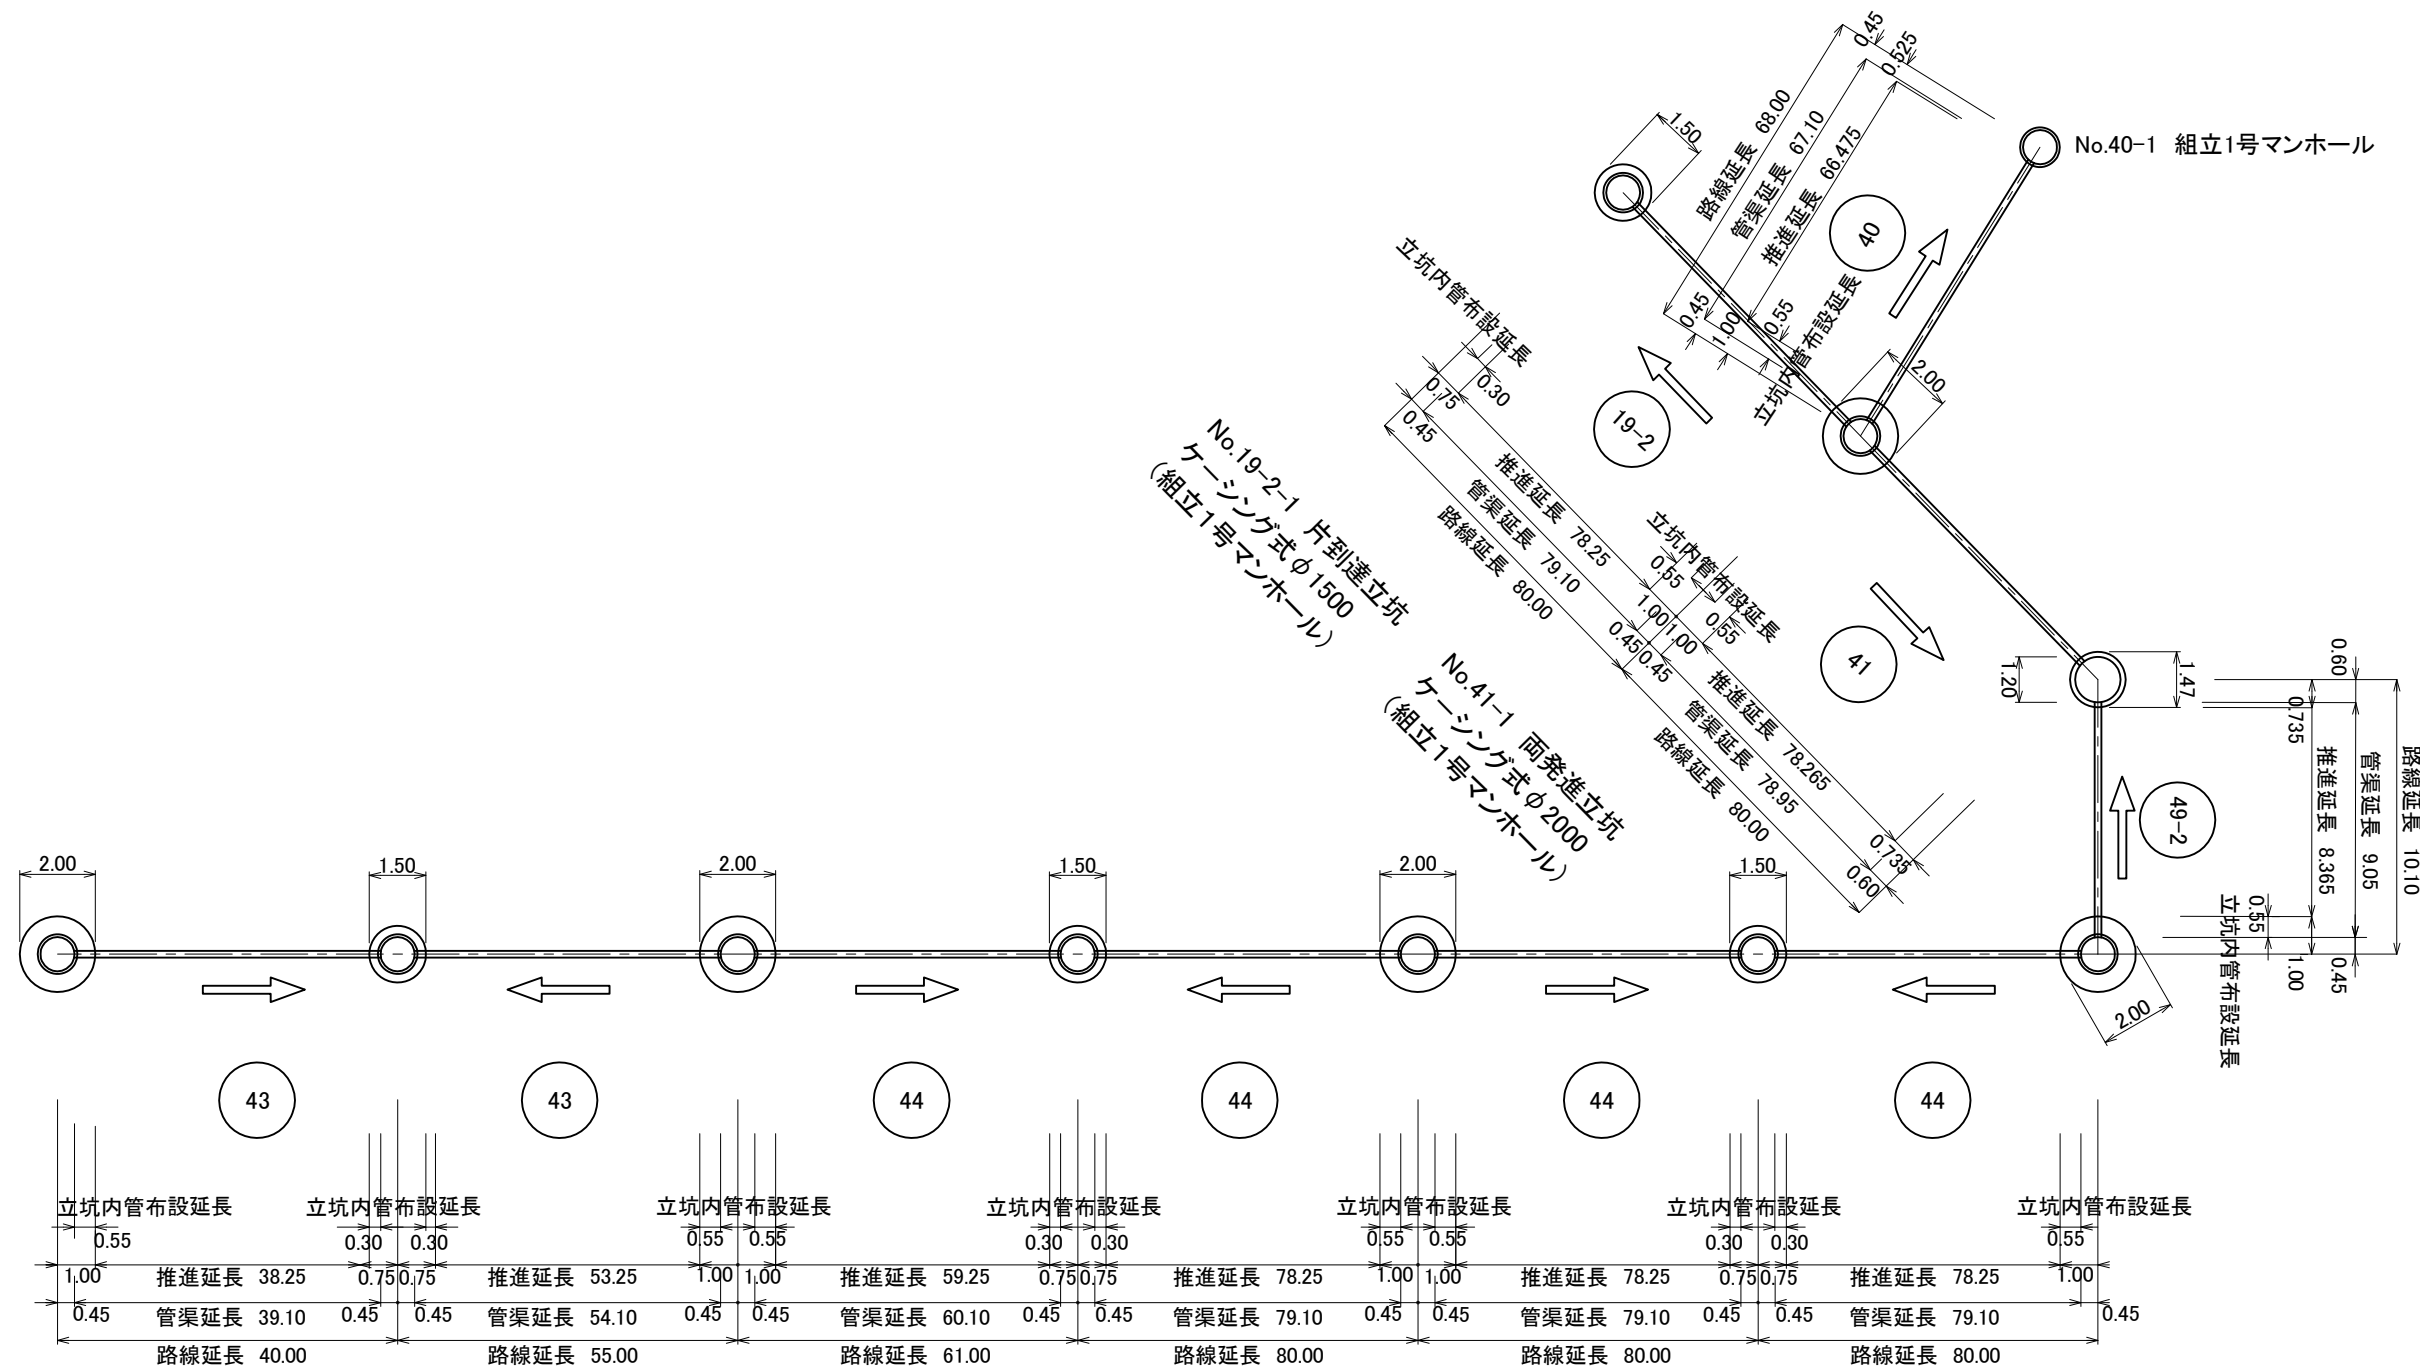 0.45
0.525
路線延長 68.00
管渠延長 67.10
推進延長 66.475
1.50
No.40-1 組立1号マンホール
40
立坑内管布設延長
0.45
1.00
0.55
立坑内管布設延長
2.00
0.30
0.75
0.45
19-2
No.19-2-1 片到達立坑
ケーシング式φ1500
(組立1号マンホール)
推進延長 78.25
管渠延長 79.10
路線延長 80.00
立坑内管布設延長
0.55
1.00
0.45
0.55
1.00
0.45
41
No.41-1 両発進立坑
ケーシング式φ2000
(組立1号マンホール)
推進延長 78.265
管渠延長 78.95
路線延長 80.00
0.735
0.60
1.20
1.47
0.60
0.735
推進延長 8.365
管渠延長 9.05
路線延長 10.10
49-2
0.55
立坑内管布設延長
1.00
0.45
2.00
2.00
1.50
2.00
1.50
2.00
1.50
43
43
44
44
44
44
立坑内管布設延長 立坑内管布設延長 立坑内管布設延長 立坑内管布設延長 立坑内管布設延長 立坑内管布設延長 立坑内管布設延長
0.55 0.30 0.30 0.55 0.55 0.30 0.30 0.55 0.55 0.30 0.30 0.55
1.00 推進延長 38.25 0.75 0.75 推進延長 53.25 1.00 1.00 推進延長 59.25 0.75 0.75 推進延長 78.25 1.00 1.00 推進延長 78.25 0.75 0.75 推進延長 78.25 1.00
0.45 管渠延長 39.10 0.45 0.45 管渠延長 54.10 0.45 0.45 管渠延長 60.10 0.45 0.45 管渠延長 79.10 0.45 0.45 管渠延長 79.10 0.45 0.45 管渠延長 79.10 0.45
路線延長 40.00 路線延長 55.00 路線延長 61.00 路線延長 80.00 路線延長 80.00 路線延長 80.00